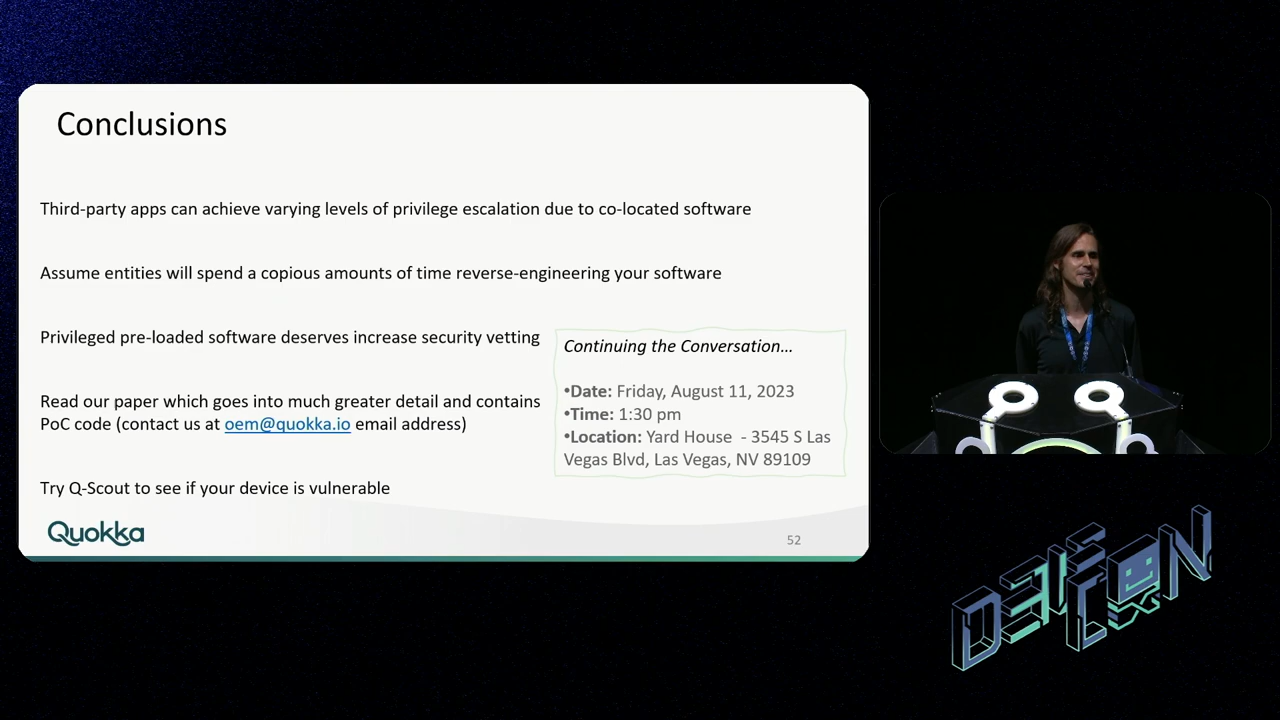 Conclusions
Third-party apps can achieve varying levels of privilege escalation due to co-located software
Assume entities will spend a copious amounts of time reverse-engineering your software
Privileged pre-loaded software deserves increase security vetting
Read our paper which goes into much greater detail and contains
PoC code (contact us at oem@quokka.io email address)
Try Q-Scout to see if your device is vulnerable
Continuing the Conversation…
•Date: Friday, August 11, 2023
•Time: 1:30 pm
•Location: Yard House - 3545 S Las
Vegas Blvd, Las Vegas, NV 89109
Quokka
52
DEF
CON